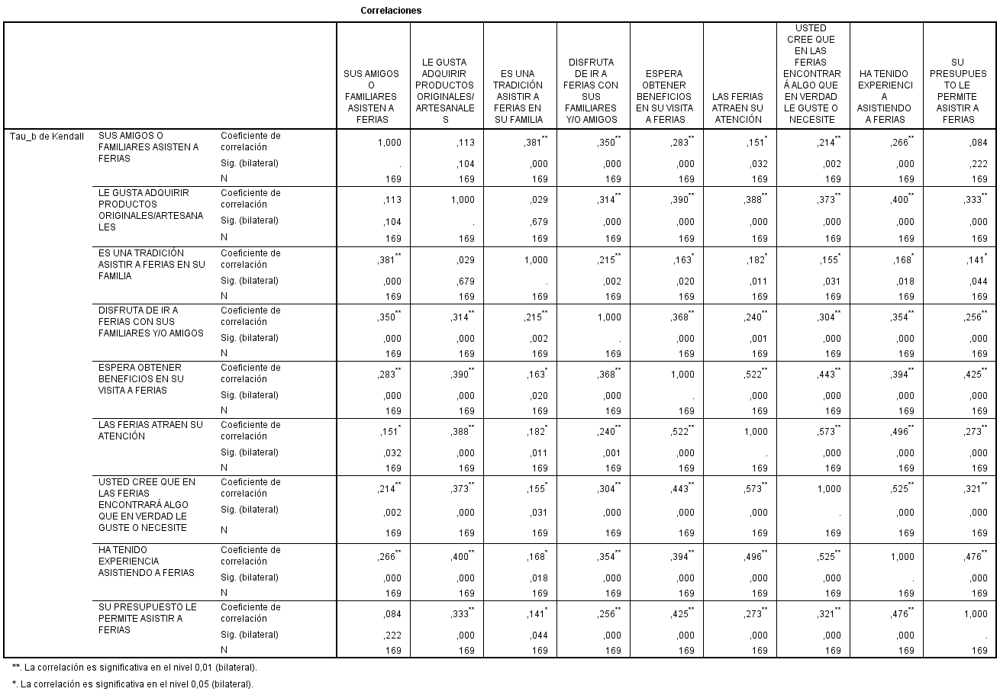 Correlaciones
SUS AMIGOS
O
FAMILIARES
ASISTEN A
FERIAS
LE GUSTA
ADQUIRIR
PRODUCTOS
ORIGINALES/
ARTESANALE
S
ES UNA
TRADICIÓN
ASISTIR A
FERIAS EN
SU FAMILIA
DISFRUTA
DE IR A
FERIAS CON
SUS
FAMILIARES
Y/O AMIGOS
ESPERA
OBTENER
BENEFICIOS
EN SU VISITA
A FERIAS
LAS FERIAS
ATRAEN SU
ATENCIÓN
USTED
CREE QUE
EN LAS
FERIAS
ENCONTRAR
Á ALGO QUE
EN VERDAD
LE GUSTE O
NECESITE
HA TENIDO
EXPERIENCI
A
ASISTIENDO
A FERIAS
SU
PRESUPUES
TO LE
PERMITE
ASISTIR A
FERIAS
Tau_b de Kendall
SUS AMIGOS O
FAMILIARES ASISTEN A
FERIAS
Coeficiente de
correlación
1,000 ,113 ,381** ,350** ,283** ,151* ,214** ,266** ,084
Sig. (bilateral) . ,104 ,000 ,000 ,000 ,032 ,002 ,000 ,222
N 169 169 169 169 169 169 169 169 169
LE GUSTA ADQUIRIR
PRODUCTOS
ORIGINALES/ARTESANA
LES
Coeficiente de
correlación
,113 1,000 ,029 ,314** ,390** ,388** ,373** ,400** ,333**
Sig. (bilateral) ,104 . ,679 ,000 ,000 ,000 ,000 ,000 ,000
N 169 169 169 169 169 169 169 169 169
ES UNA TRADICIÓN
ASISTIR A FERIAS EN SU
FAMILIA
Coeficiente de
correlación
,381** ,029 1,000 ,215** ,163* ,182* ,155* ,168* ,141*
Sig. (bilateral) ,000 ,679 . ,002 ,020 ,011 ,031 ,018 ,044
N 169 169 169 169 169 169 169 169 169
DISFRUTA DE IR A
FERIAS CON SUS
FAMILIARES Y/O AMIGOS
Coeficiente de
correlación
,350** ,314** ,215** 1,000 ,368** ,240** ,304** ,354** ,256**
Sig. (bilateral) ,000 ,000 ,002 . ,000 ,001 ,000 ,000 ,000
N 169 169 169 169 169 169 169 169 169
ESPERA OBTENER
BENEFICIOS EN SU
VISITA A FERIAS
Coeficiente de
correlación
,283** ,390** ,163* ,368** 1,000 ,522** ,443** ,394** ,425**
Sig. (bilateral) ,000 ,000 ,020 ,000 . ,000 ,000 ,000 ,000
N 169 169 169 169 169 169 169 169 169
LAS FERIAS ATRAEN SU
ATENCIÓN
Coeficiente de
correlación
,151* ,388** ,182* ,240** ,522** 1,000 ,573** ,496** ,273**
Sig. (bilateral) ,032 ,000 ,011 ,001 ,000 . ,000 ,000 ,000
N 169 169 169 169 169 169 169 169 169
USTED CREE QUE EN
LAS FERIAS
ENCONTRARÁ ALGO
QUE EN VERDAD LE
GUSTE O NECESITE
Coeficiente de
correlación
,214** ,373** ,155* ,304** ,443** ,573** 1,000 ,525** ,321**
Sig. (bilateral) ,002 ,000 ,031 ,000 ,000 ,000 . ,000 ,000
N 169 169 169 169 169 169 169 169 169
HA TENIDO
EXPERIENCIA
ASISTIENDO A FERIAS
Coeficiente de
correlación
,266** ,400** ,168* ,354** ,394** ,496** ,525** 1,000 ,476**
Sig. (bilateral) ,000 ,000 ,018 ,000 ,000 ,000 ,000 . ,000
N 169 169 169 169 169 169 169 169 169
SU PRESUPUESTO LE
PERMITE ASISTIR A
FERIAS
Coeficiente de
correlación
,084 ,333** ,141* ,256** ,425** ,273** ,321** ,476** 1,000
Sig. (bilateral) ,222 ,000 ,044 ,000 ,000 ,000 ,000 ,000 .
N 169 169 169 169 169 169 169 169 169
**. La correlación es significativa en el nivel 0,01 (bilateral).
*. La correlación es significativa en el nivel 0,05 (bilateral).